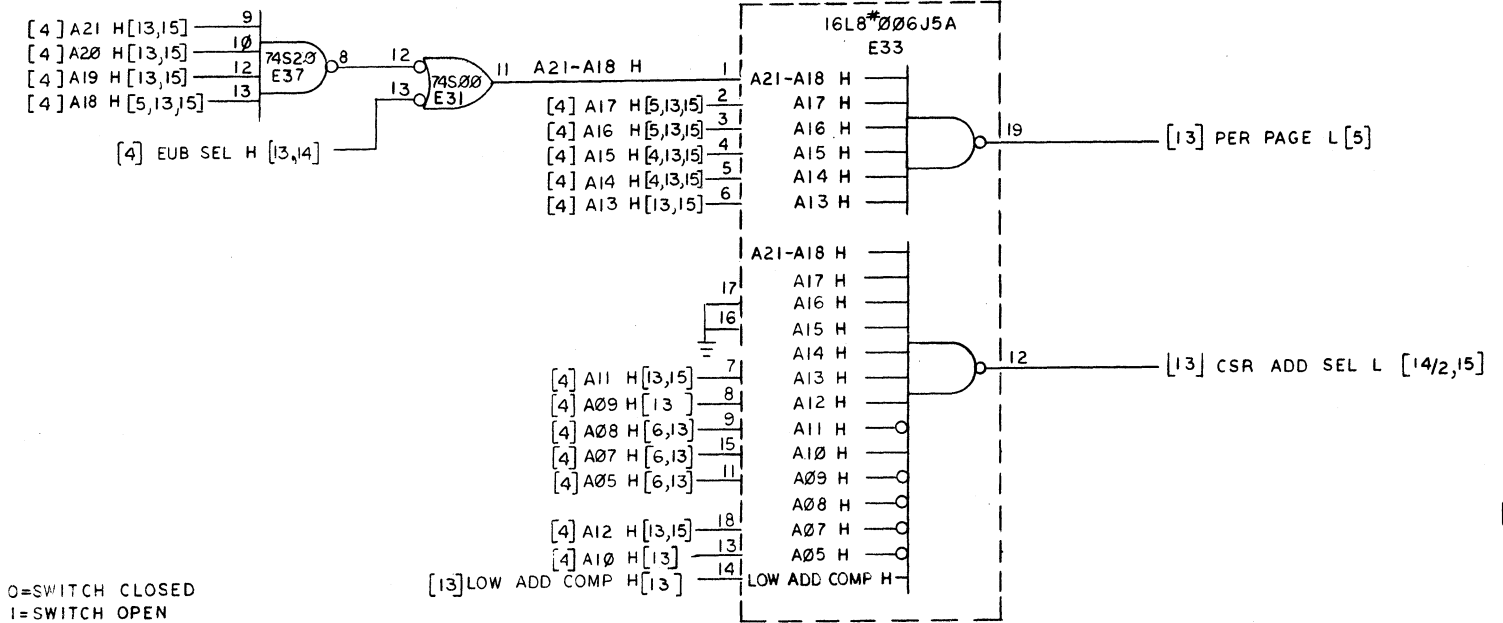 9
[4] A21 H[13,15]
10
[4] A20 H[13,15]
12
[4] A19 H[13,15]
13
[4] A18 H[5,13,15]
74S20
E37
8
12
13
74S00
E31
11
A21-A18 H
[4] EUB SEL H [13,14]
16L8#006J5A
E33
1
A21-A18 H
[4] A17 H[5,13,15]
2
A17 H
[4] A16 H[5,13,15]
3
A16 H
[4] A15 H[4,13,15]
4
A15 H
[4] A14 H[4,13,15]
5
A14 H
[4] A13 H[13,15]
6
A13 H
19
[13] PER PAGE L[5]
A21-A18 H
A17 H
17
A16 H
16
A15 H
A14 H
[4] A11 H[13,15]
7
A13 H
[4] A09 H[13 ]
8
A12 H
[4] A08 H[6,13]
9
A11 H
[4] A07 H[6,13]
15
A10 H
[4] A05 H[6,13]
11
A09 H
A08 H
[4] A12 H[13,15]
18
A07 H
[4] A10 H[13]
13
A05 H
[13]LOW ADD COMP H[13 ]
14
LOW ADD COMP H
12
[13] CSR ADD SEL L [14/2,15]
0=SWITCH CLOSED
1=SWITCH OPEN